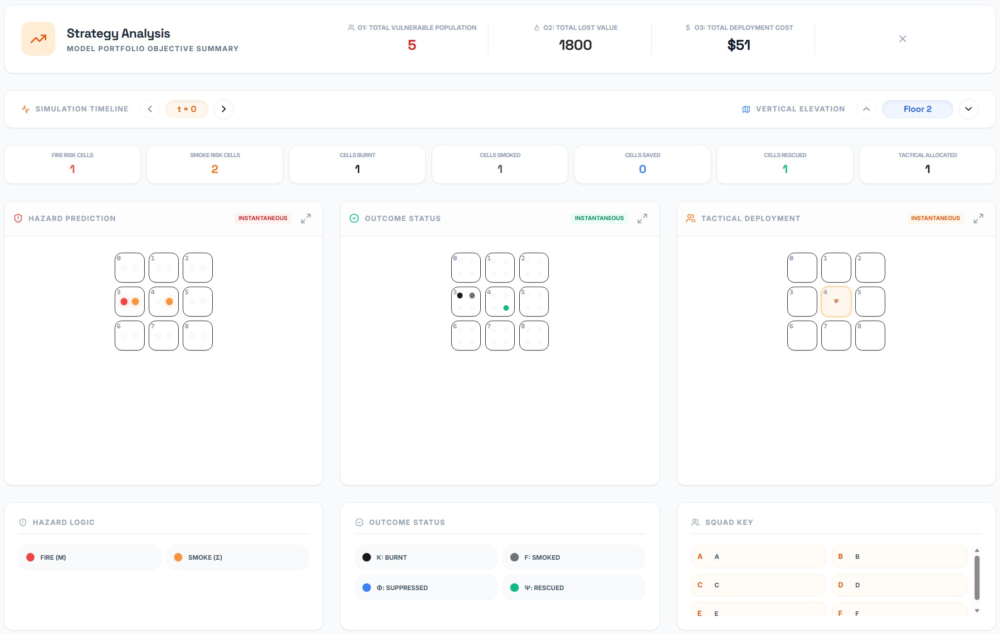 Strategy Analysis
MODEL PORTFOLIO OBJECTIVE SUMMARY
O1: TOTAL VULNERABLE POPULATION
5
O2: TOTAL LOST VALUE
1800
O3: TOTAL DEPLOYMENT COST
$51
SIMULATION TIMELINE
t = 0
VERTICAL ELEVATION
Floor 2
FIRE RISK CELLS
1
SMOKE RISK CELLS
2
CELLS BURNT
1
CELLS SMOKED
1
CELLS SAVED
0
CELLS RESCUED
1
TACTICAL ALLOCATED
1
HAZARD PREDICTION
INSTANTANEOUS
0 1 2
3 4 5
6 7 8
OUTCOME STATUS
INSTANTANEOUS
0 1 2
3 4 5
6 7 8
TACTICAL DEPLOYMENT
INSTANTANEOUS
0 1 2
3 4 5
1F
6 7 8
HAZARD LOGIC
FIRE (M)
SMOKE (Σ)
OUTCOME STATUS
K: BURNT
F: SMOKED
Φ: SUPPRESSED
Ψ: RESCUED
SQUAD KEY
A A
B B
C C
D D
E E
F F